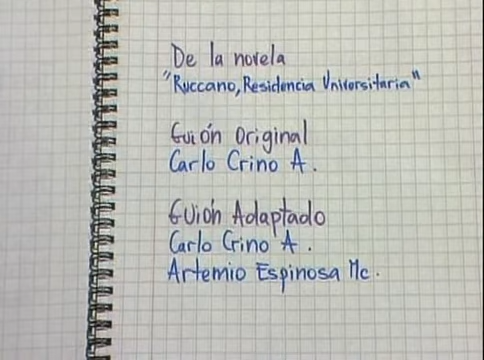 De la novela
"Ruccano, Residencia Universitaria"
Guión Original
Carlo Crino A.
Guión Adaptado
Carlo Crino A.
Artemio Espinosa Mc.